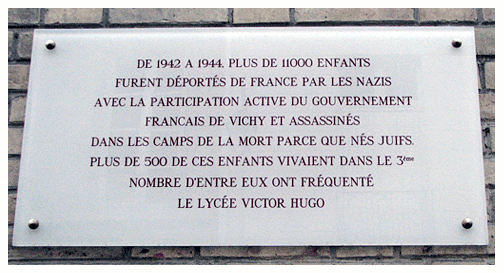 DE 1942 A 1944, PLUS DE 11000 ENFANTS
FURENT DÉPORTÉS DE FRANCE PAR LES NAZIS
AVEC LA PARTICIPATION ACTIVE DU GOUVERNEMENT
FRANCAIS DE VICHY ET ASSASSINÉS
DANS LES CAMPS DE LA MORT PARCE QUE NÉS JUIFS.
PLUS DE 500 DE CES ENFANTS VIVAIENT DANS LE 3ème
NOMBRE D'ENTRE EUX ONT FRÉQUENTÉ
LE LYCÉE VICTOR HUGO